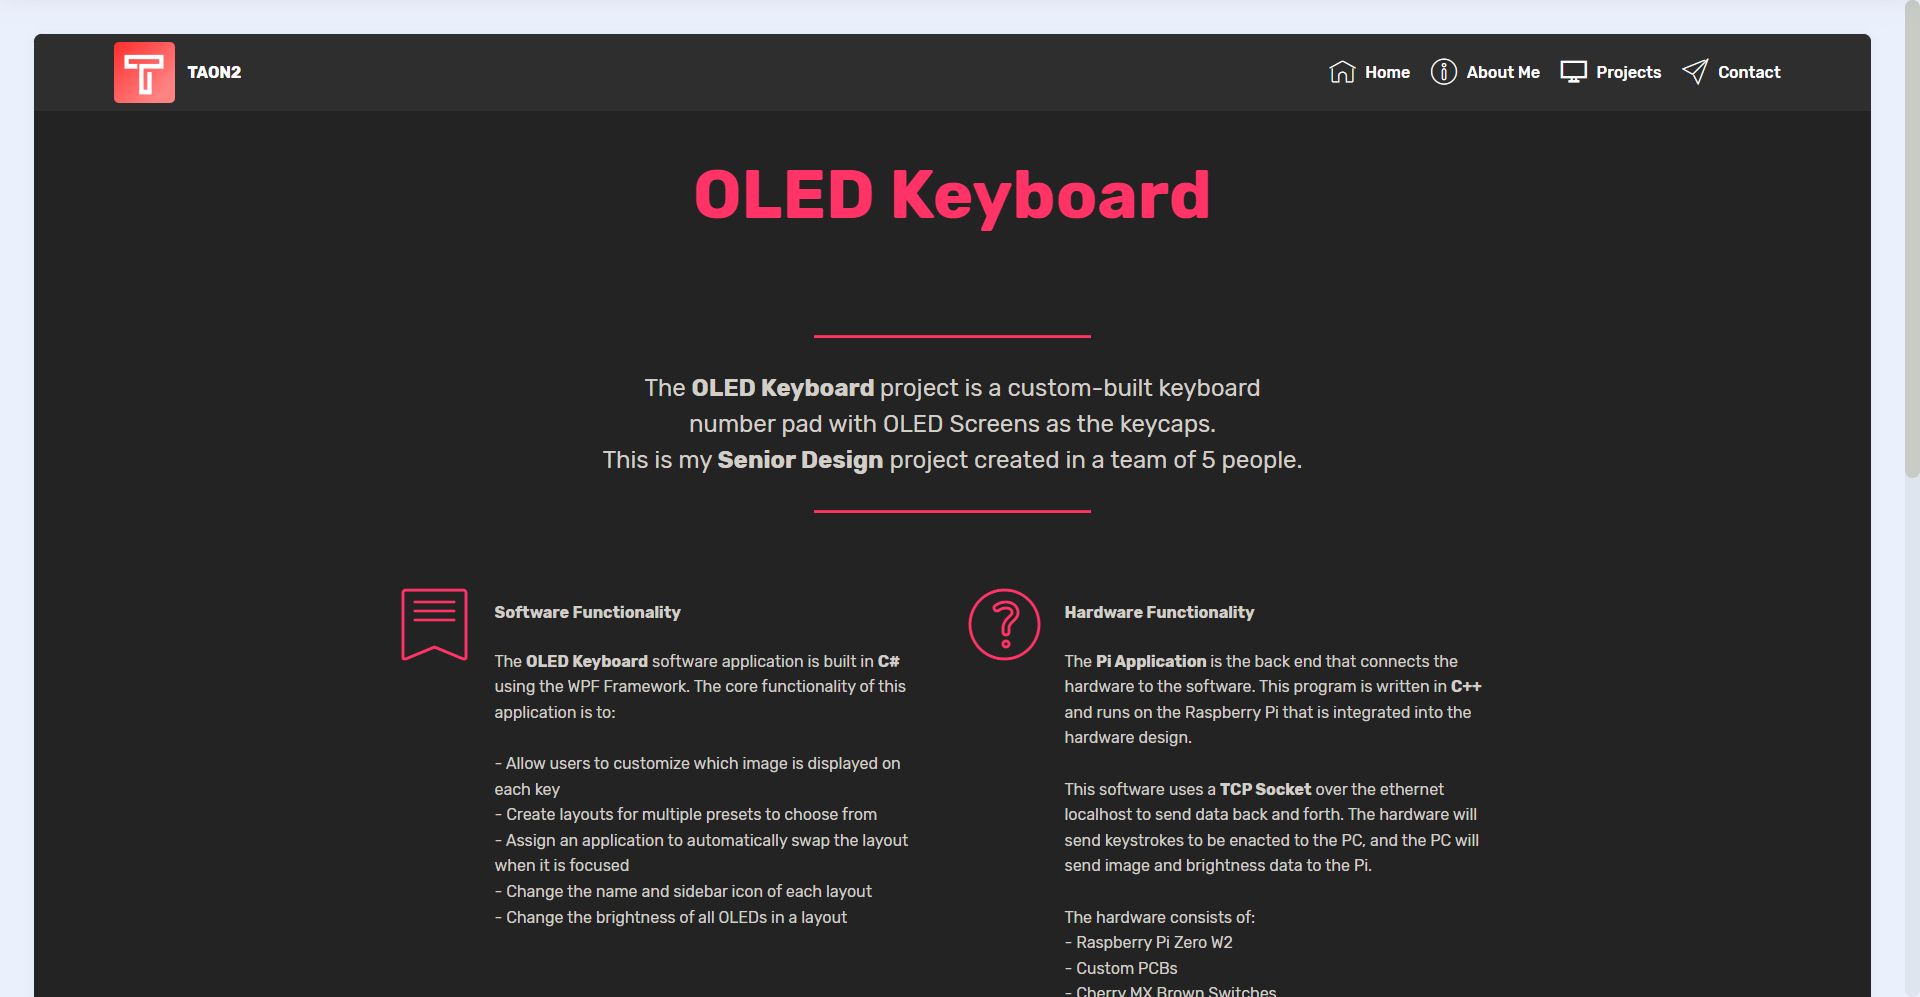 TAON2
Home
About Me
Projects
Contact
OLED Keyboard
The OLED Keyboard project is a custom-built keyboard
number pad with OLED Screens as the keycaps.
This is my Senior Design project created in a team of 5 people.
Software Functionality
The OLED Keyboard software application is built in C#
using the WPF Framework. The core functionality of this
application is to:
- Allow users to customize which image is displayed on
each key
- Create layouts for multiple presets to choose from
- Assign an application to automatically swap the layout
when it is focused
- Change the name and sidebar icon of each layout
- Change the brightness of all OLEDs in a layout
Hardware Functionality
The Pi Application is the back end that connects the
hardware to the software. This program is written in C++
and runs on the Raspberry Pi that is integrated into the
hardware design.
This software uses a TCP Socket over the ethernet
localhost to send data back and forth. The hardware will
send keystrokes to be enacted to the PC, and the PC will
send image and brightness data to the Pi.
The hardware consists of:
- Raspberry Pi Zero W2
- Custom PCBs
- Cherry MX Brown Switches